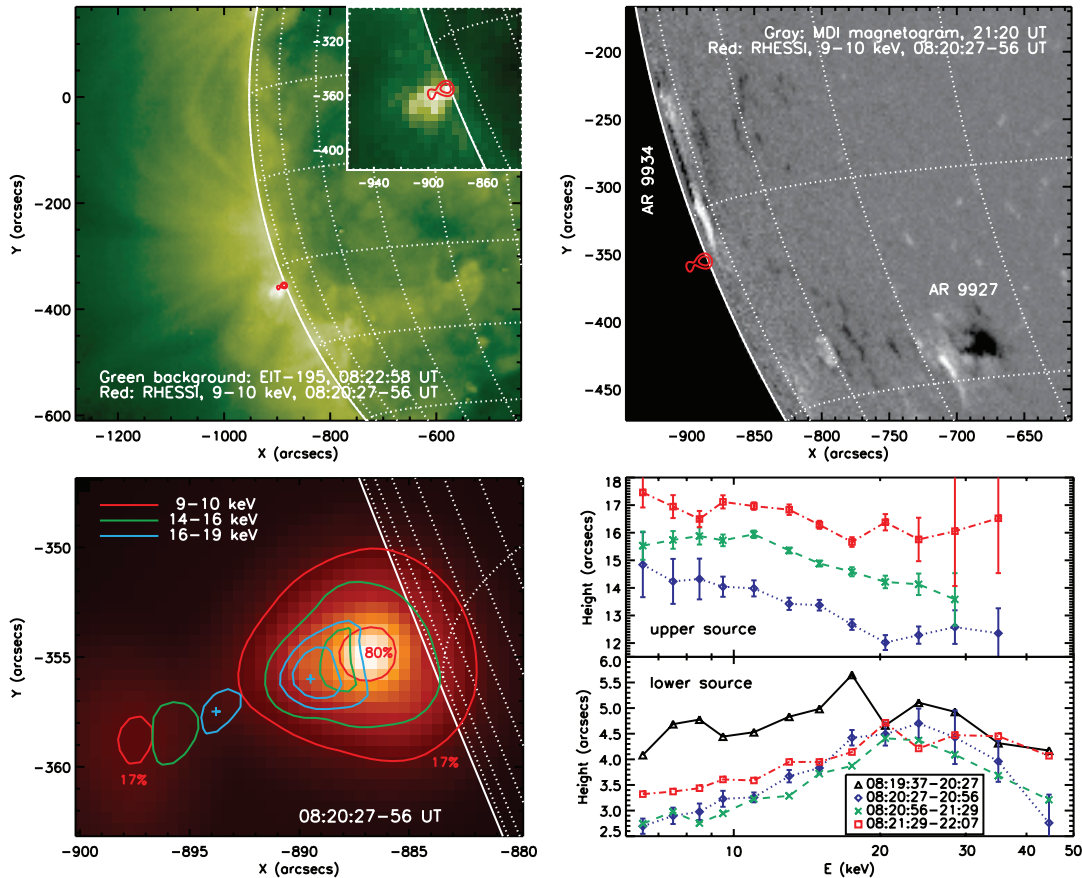 0
-200
-400
-600
Y (arcsecs)
-1200 -1000 -800 -600
X (arcsecs)
-320
-360
-400
-940 -900 -860
Green background: EIT-195, 08:22:58 UT
Red: RHESSI, 9-10 keV, 08:20:27-56 UT
-200
-250
-300
-350
-400
-450
Y (arcsecs)
-900 -850 -800 -750 -700 -650
X (arcsecs)
Gray: MDI magnetogram, 21:20 UT
Red: RHESSI, 9-10 keV, 08:20:27-56 UT
AR 9934
AR 9927
-350
-355
-360
Y (arcsecs)
-900 -895 -890 -885 -880
X (arcsecs)
9-10 keV
14-16 keV
16-19 keV
80%
17%
17%
08:20:27-56 UT
18
17
16
15
14
13
12
Height (arcsecs)
upper source
6.0
5.5
5.0
4.5
4.0
3.5
3.0
2.5
Height (arcsecs)
lower source
08:19:37-20:27
08:20:27-20:56
08:20:56-21:29
08:21:29-22:07
10 20 30 40 50
E (keV)